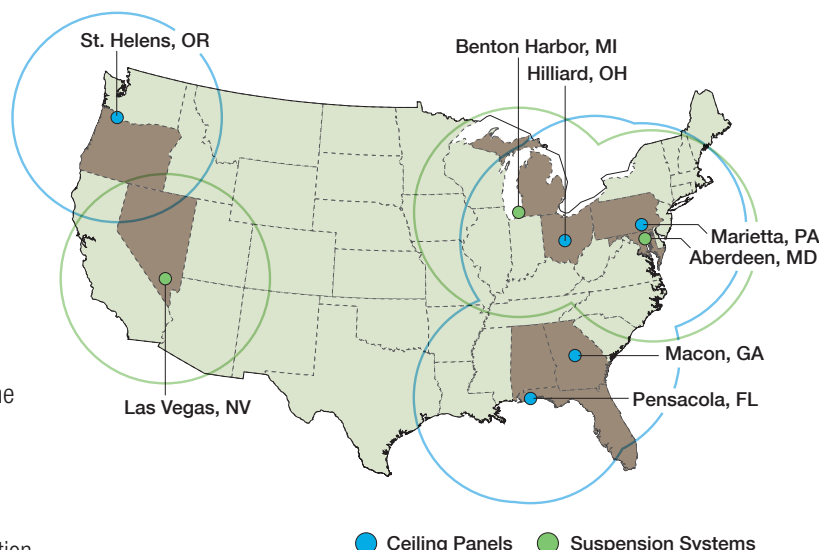 St. Helens, OR
Benton Harbor, MI
Hilliard, OH
Marietta, PA
Aberdeen, MD
Macon, GA
Pensacola, FL
Las Vegas, NV
Ceiling Panels
Suspension Systems